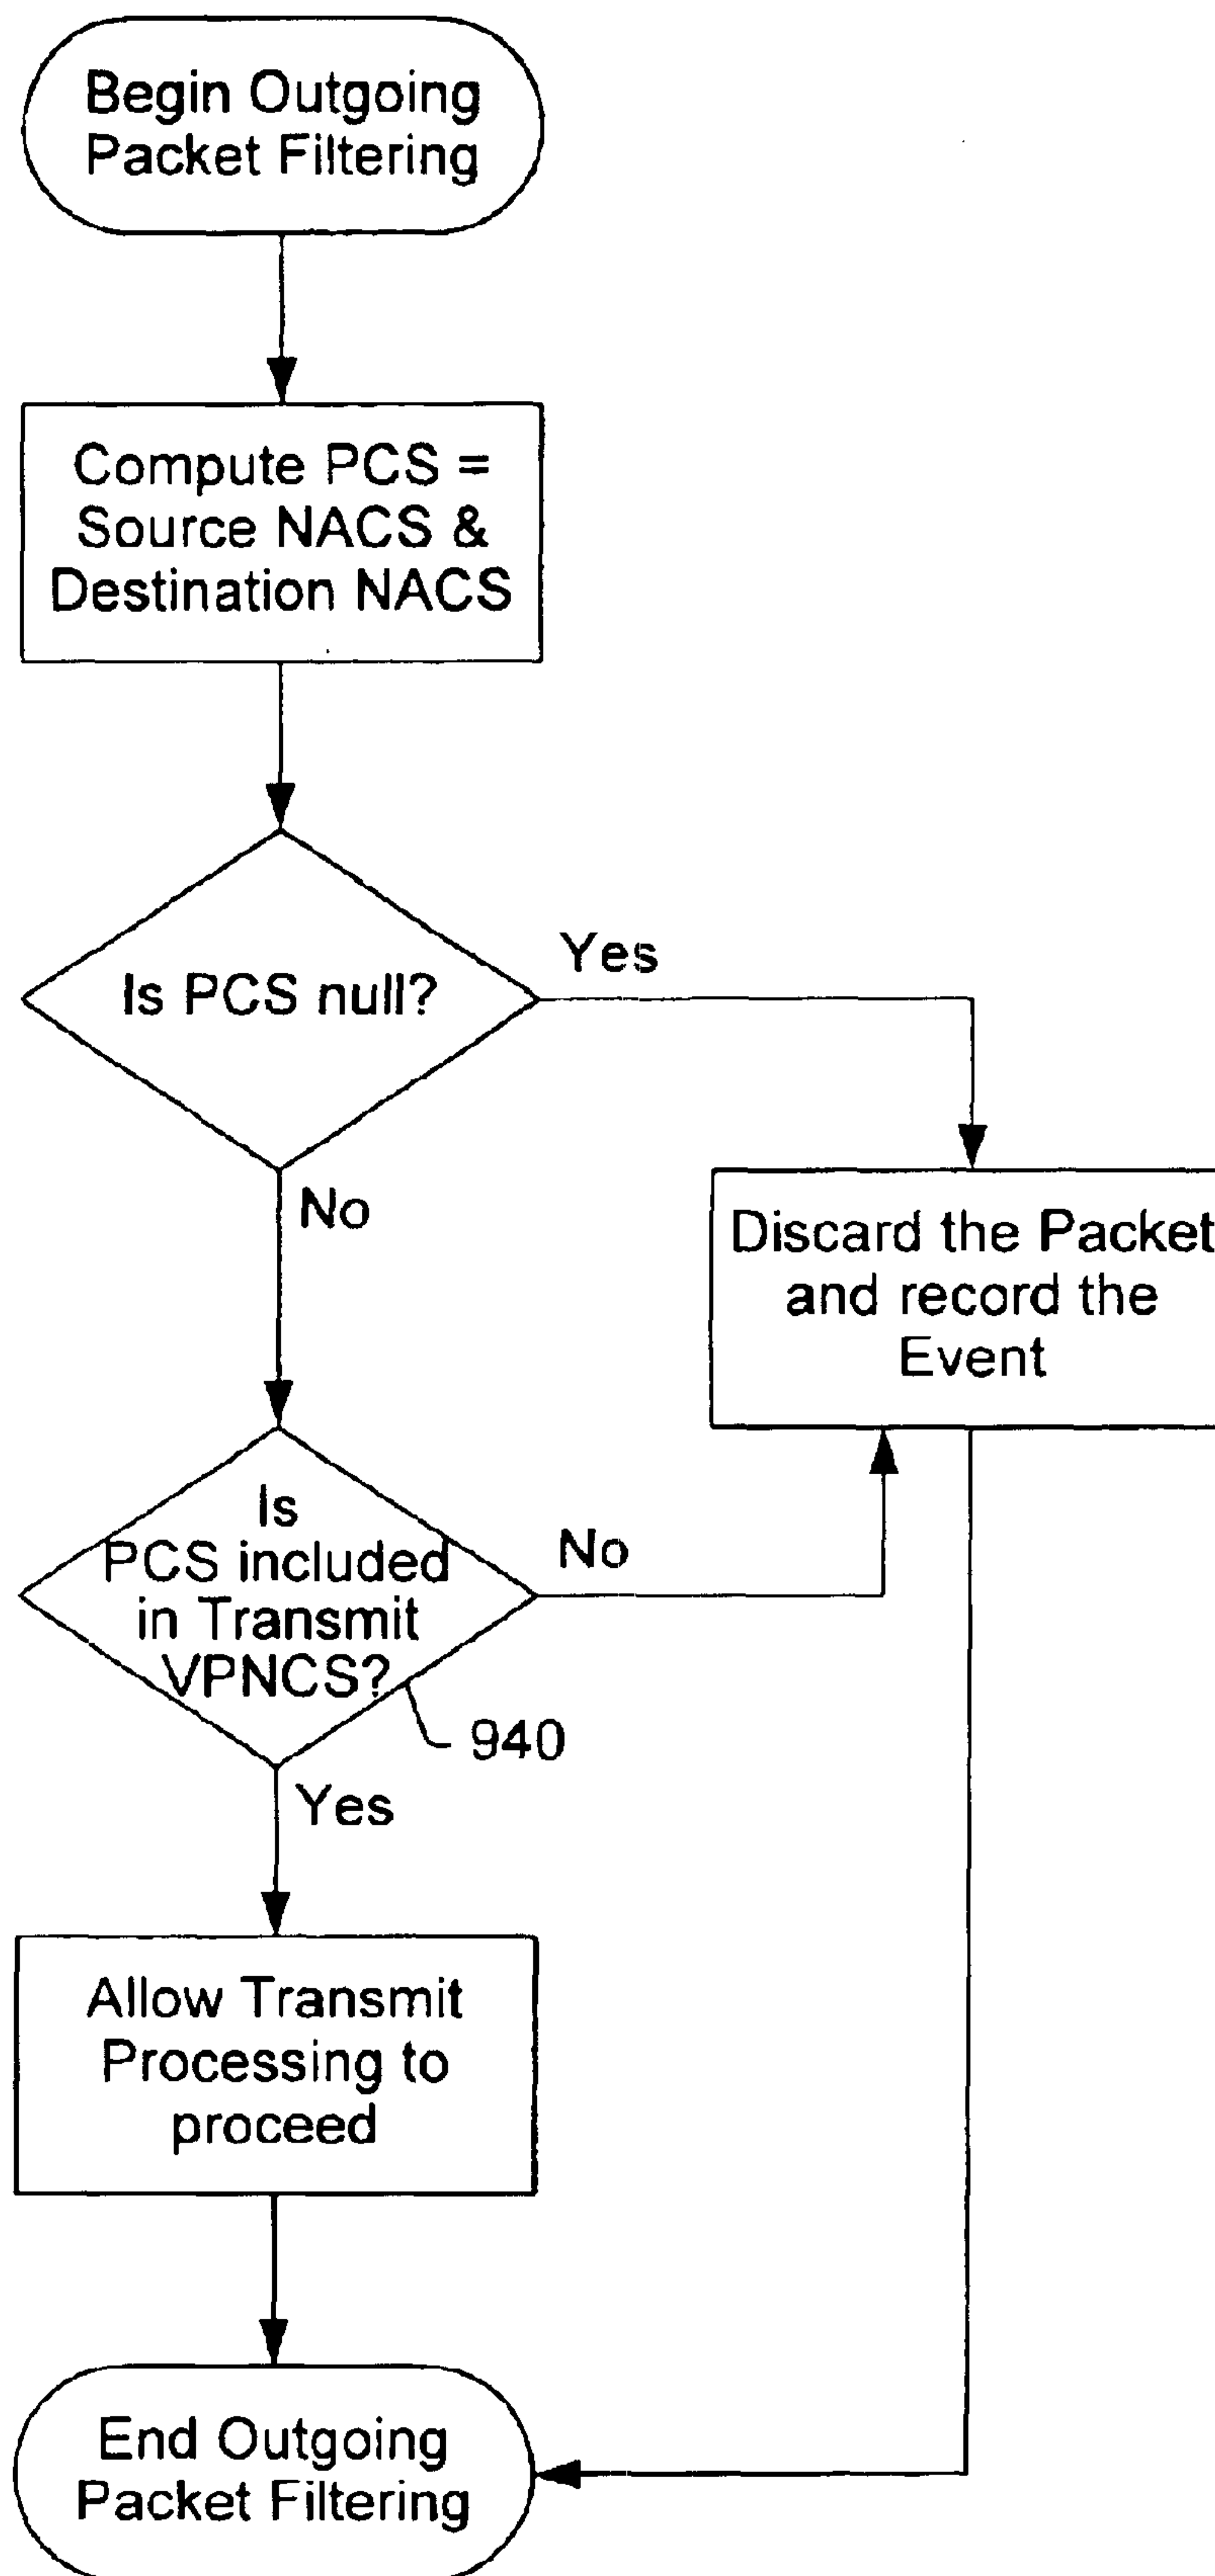 Begin Outgoing
Packet Filtering
Compute PCS =
Source NACS &
Destination NACS
Is PCS null?
Yes
No
Discard the Packet
and record the
Event
Is
PCS included
in Transmit
VPNCS?
No
940
Yes
Allow Transmit
Processing to
proceed
End Outgoing
Packet Filtering